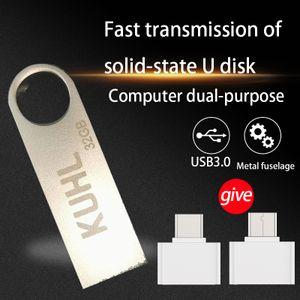 Fast transmission of
solid-state U disk
Computer dual-purpose
USB3.0
Metal fuselage
give
KUHL
32GB